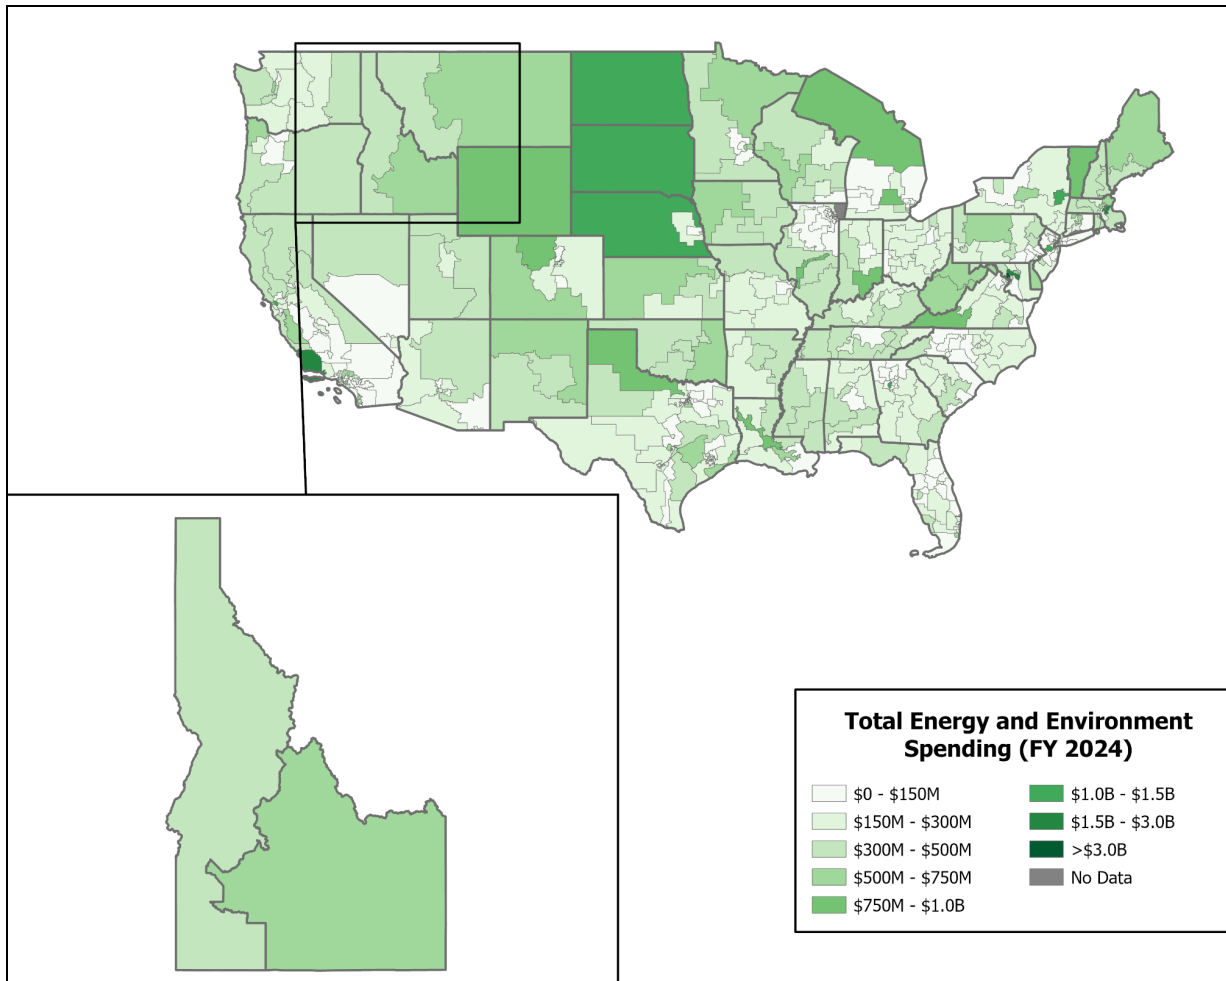 Total Energy and Environment
Spending (FY 2024)
$0 - $150M
$150M - $300M
$300M - $500M
$500M - $750M
$750M - $1.0B
$1.0B - $1.5B
$1.5B - $3.0B
>$3.0B
No Data